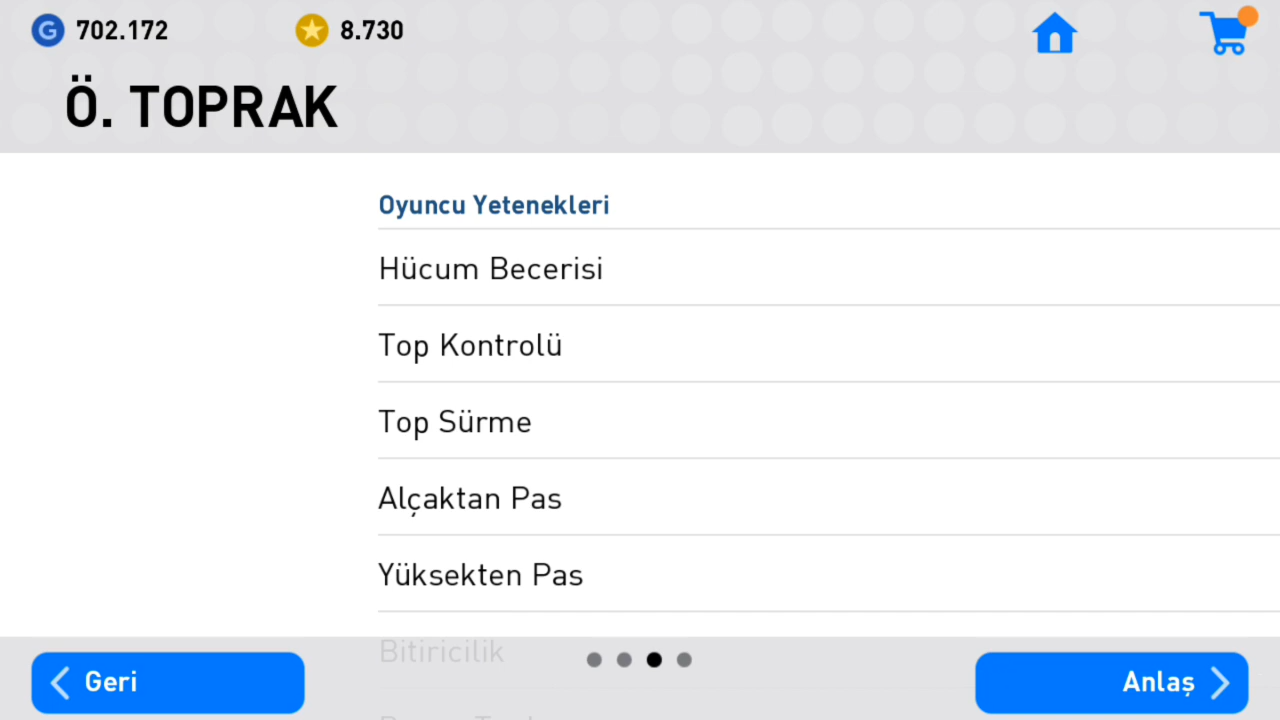 G 702.172 8.730
Ö. TOPRAK
Oyuncu Yetenekleri
Hücum Becerisi
Top Kontrolü
Top Sürme
Alçaktan Pas
Yüksekten Pas
Bitiricilik
Geri
Anlaş